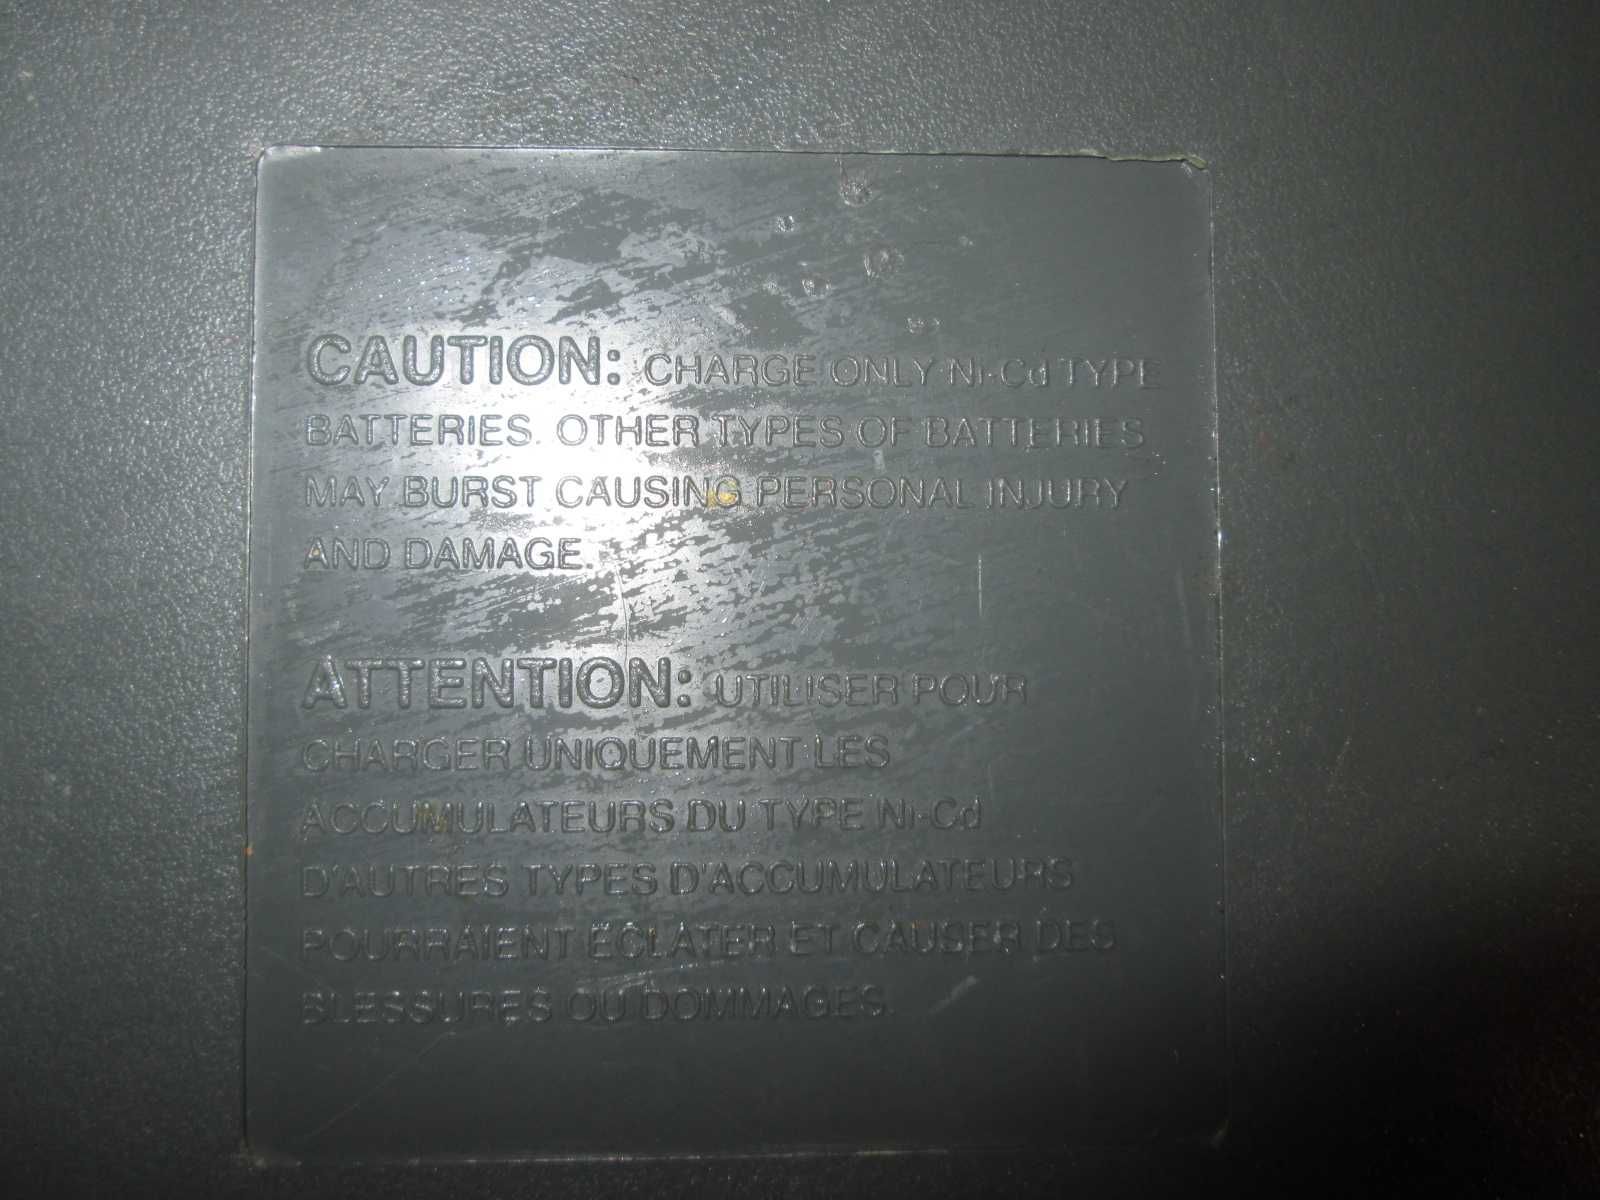 CAUTION: CHARGE ONLY Ni-Cd TYPE
BATTERIES. OTHER TYPES OF BATTERIES
MAY BURST CAUSING PERSONAL INJURY
AND DAMAGE.
ATTENTION: UTILISER POUR
CHARGER UNIQUEMENT LES
ACCUMULATEURS DU TYPE Ni-Cd
D'AUTRES TYPES D'ACCUMULATEURS
POURRAIENT ÉCLATER ET CAUSER DES
BLESSURES OU DOMMAGES.